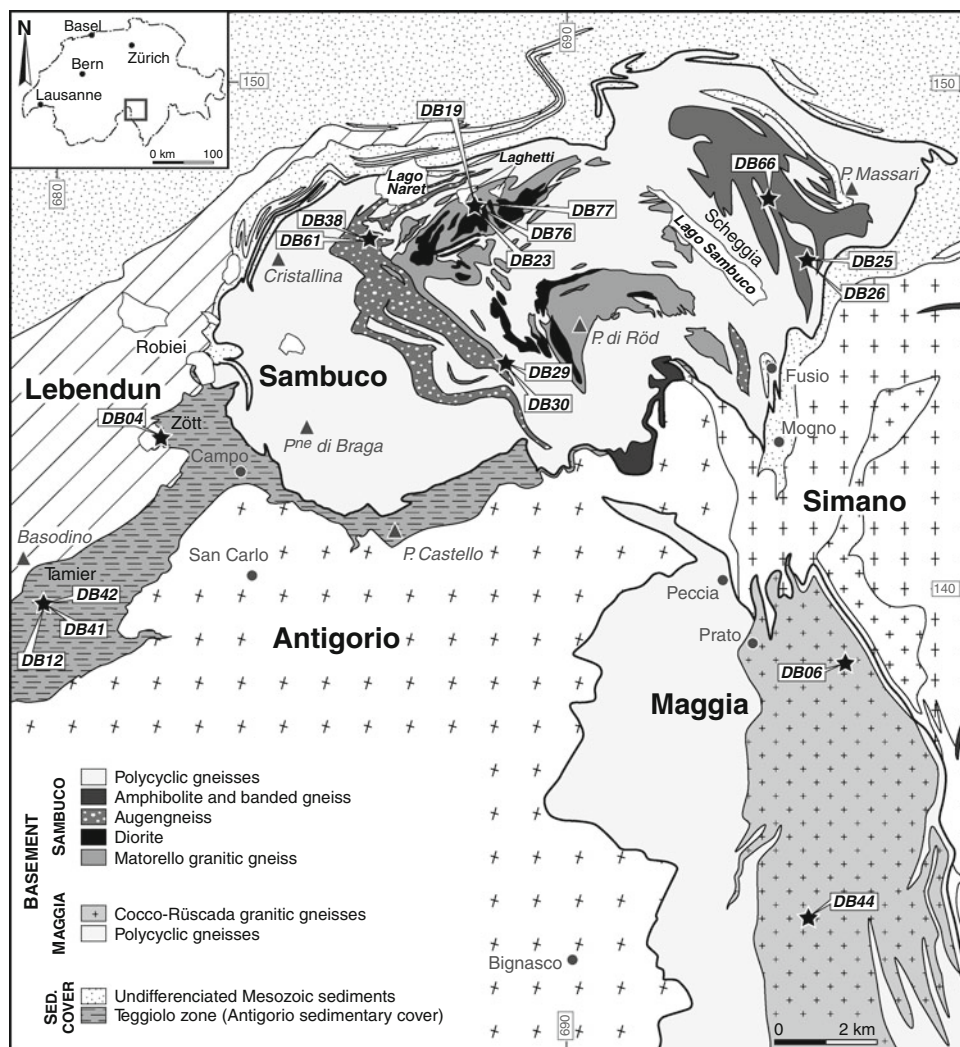 N
Basel
Zürich
Bern
Lausanne
0 km 100
690
150
150
680
DB19
Laghetti
Lago
Naret
DB66
P. Massari
DB38
DB61
DB77
DB76
DB23
Scheggia
Lago Sambuco
DB25
DB26
Cristallina
P. di Röd
Robiei
Lebendun
Sambuco
DB29
DB30
Fusio
DB04
Zött
Pne di Braga
Mogno
Campo
Simano
Basodino
P. Castello
San Carlo
Tamier
DB42
DB41
DB12
Peccia
140
Antigorio
Prato
DB06
Maggia
BASEMENT
SAMBUCO
Polycyclic gneisses
Amphibolite and banded gneiss
Augengneiss
Diorite
Matorello granitic gneiss
MAGGIA
Cocco-Rüscada granitic gneisses
Polycyclic gneisses
DB44
Bignasco
SED.
COVER
Undifferenciated Mesozoic sediments
Teggiolo zone (Antigorio sedimentary cover)
690
0 2 km